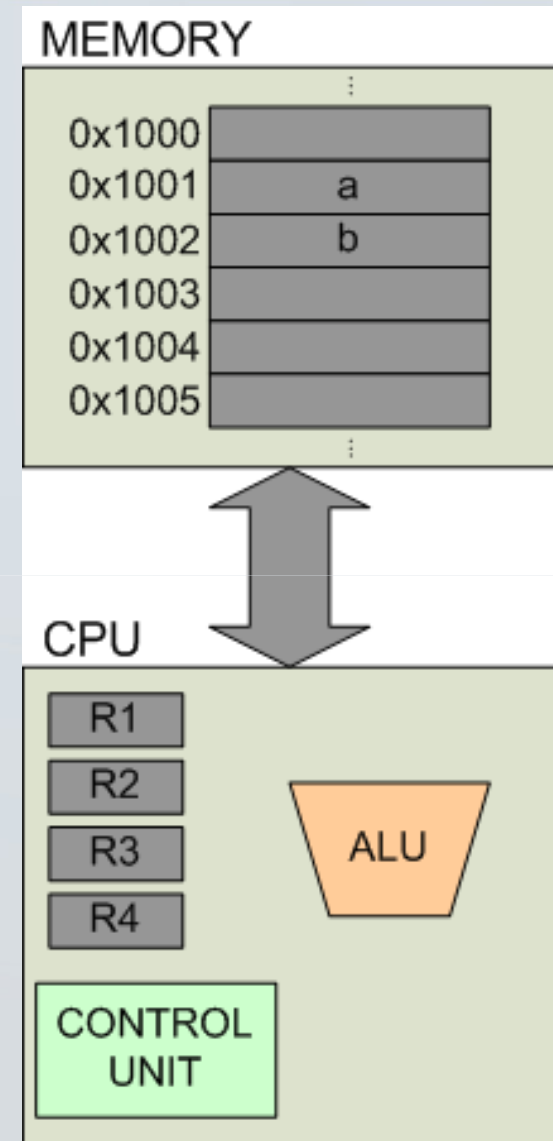 MEMORY
0x1000
0x1001 a
0x1002 b
0x1003
0x1004
0x1005
CPU
R1
R2
R3
R4
ALU
CONTROL
UNIT